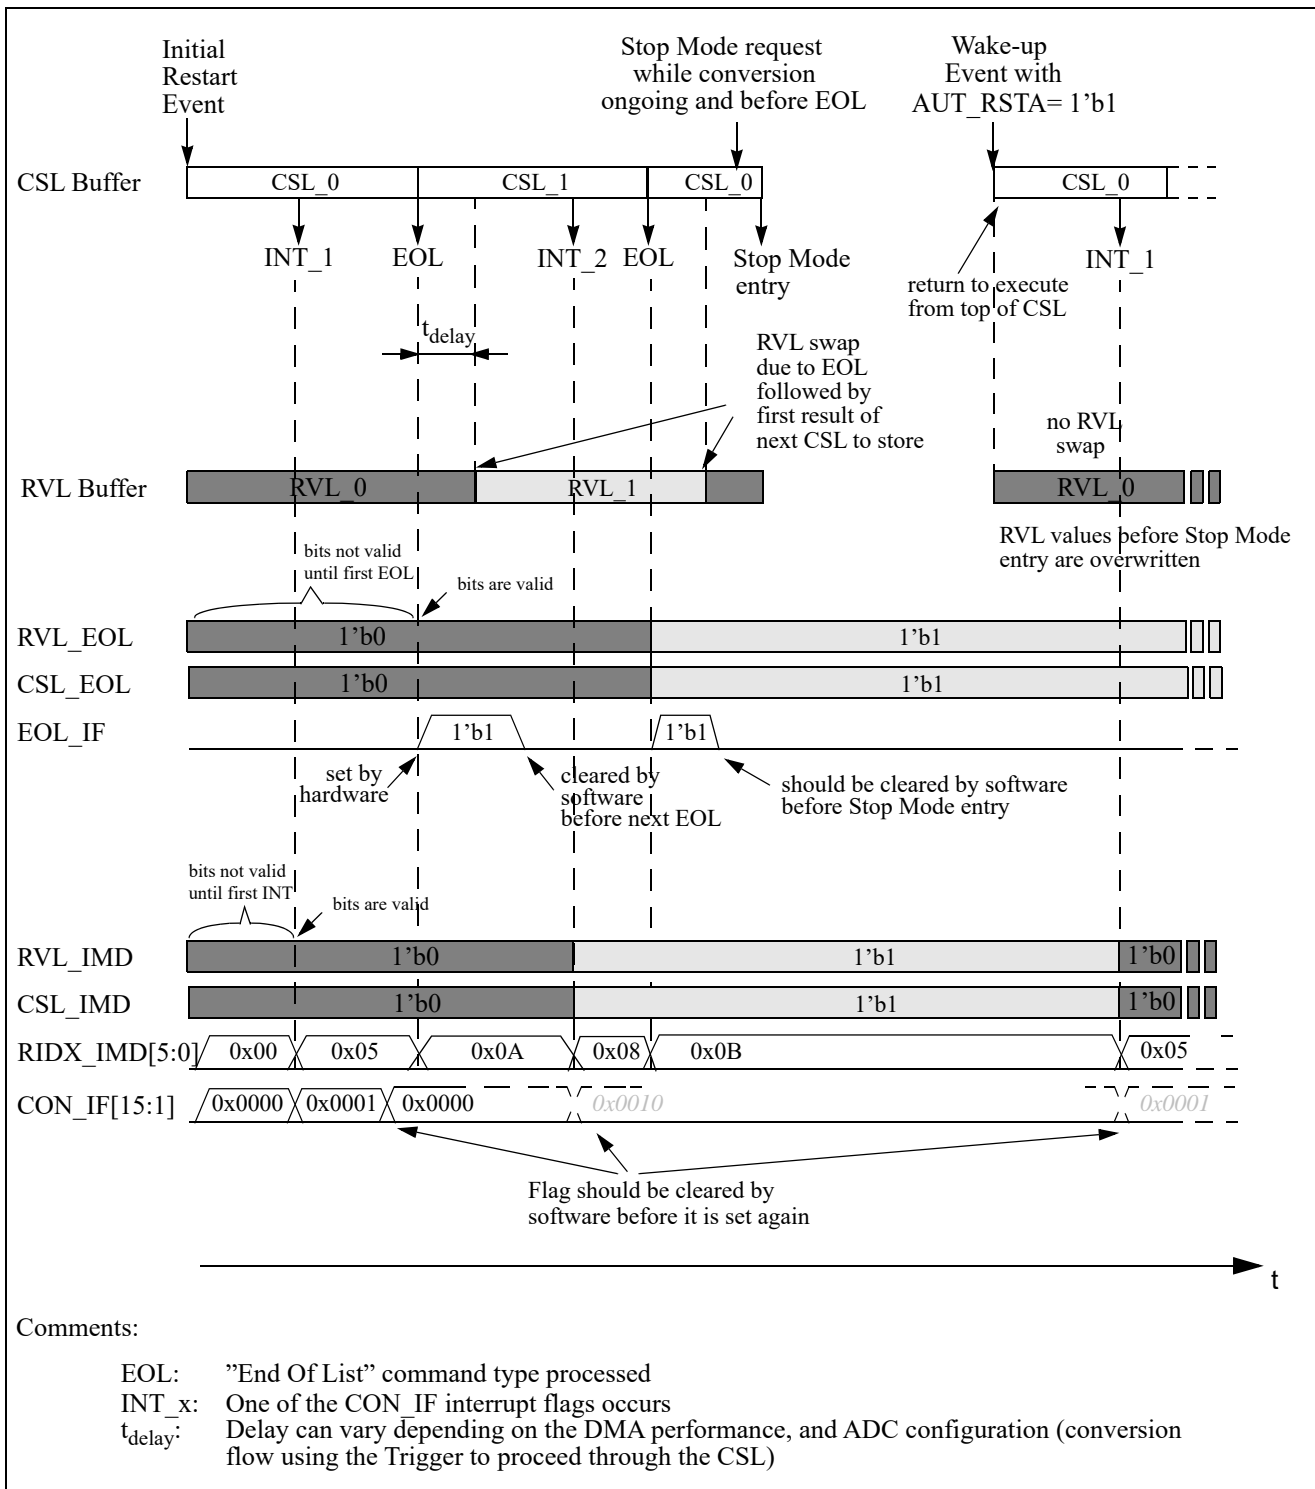 Initial
Restart
Event
Stop Mode request
while conversion
ongoing and before EOL
Wake-up
Event with
AUT_RSTA= 1’b1
CSL Buffer
CSL_0
CSL_1
CSL_0
CSL_0
INT_1
EOL
INT_2
EOL
Stop Mode
entry
INT_1
return to execute
from top of CSL
tdelay
RVL swap
due to EOL
followed by
first result of
next CSL to store
no RVL
swap
RVL Buffer
RVL_0
RVL_1
RVL_0
RVL values before Stop Mode
entry are overwritten
bits not valid
until first EOL
bits are valid
RVL_EOL
1’b0
1’b1
CSL_EOL
1’b0
1’b1
EOL_IF
1’b1
1’b1
set by
hardware
cleared by
software
before next EOL
should be cleared by software
before Stop Mode entry
bits not valid
until first INT
bits are valid
RVL_IMD
1’b0
1’b1
1’b0
CSL_IMD
1’b0
1’b1
1’b0
RIDX_IMD[5:0]
0x00
0x05
0x0A
0x08
0x0B
0x05
CON_IF[15:1]
0x0000
0x0001
0x0000
0x0010
0x0001
Flag should be cleared by
software before it is set again
t
Comments:
EOL: ”End Of List” command type processed
INT_x: One of the CON_IF interrupt flags occurs
tdelay: Delay can vary depending on the DMA performance, and ADC configuration (conversion
flow using the Trigger to proceed through the CSL)